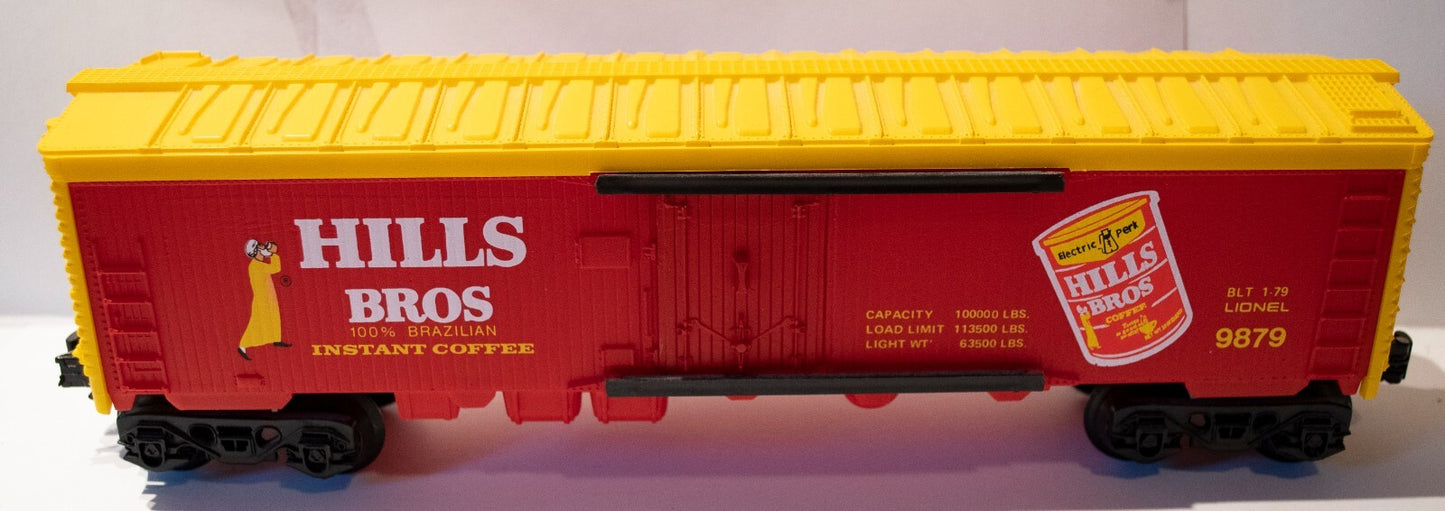 HILLS
BROS
®
100% BRAZILIAN
INSTANT COFFEE
CAPACITY 100000 LBS.
LOAD LIMIT 113500 LBS.
LIGHT WT' 63500 LBS.
Electric Perk
HILLS
BROS
COFFEE
BLT 1-79
LIONEL
9879